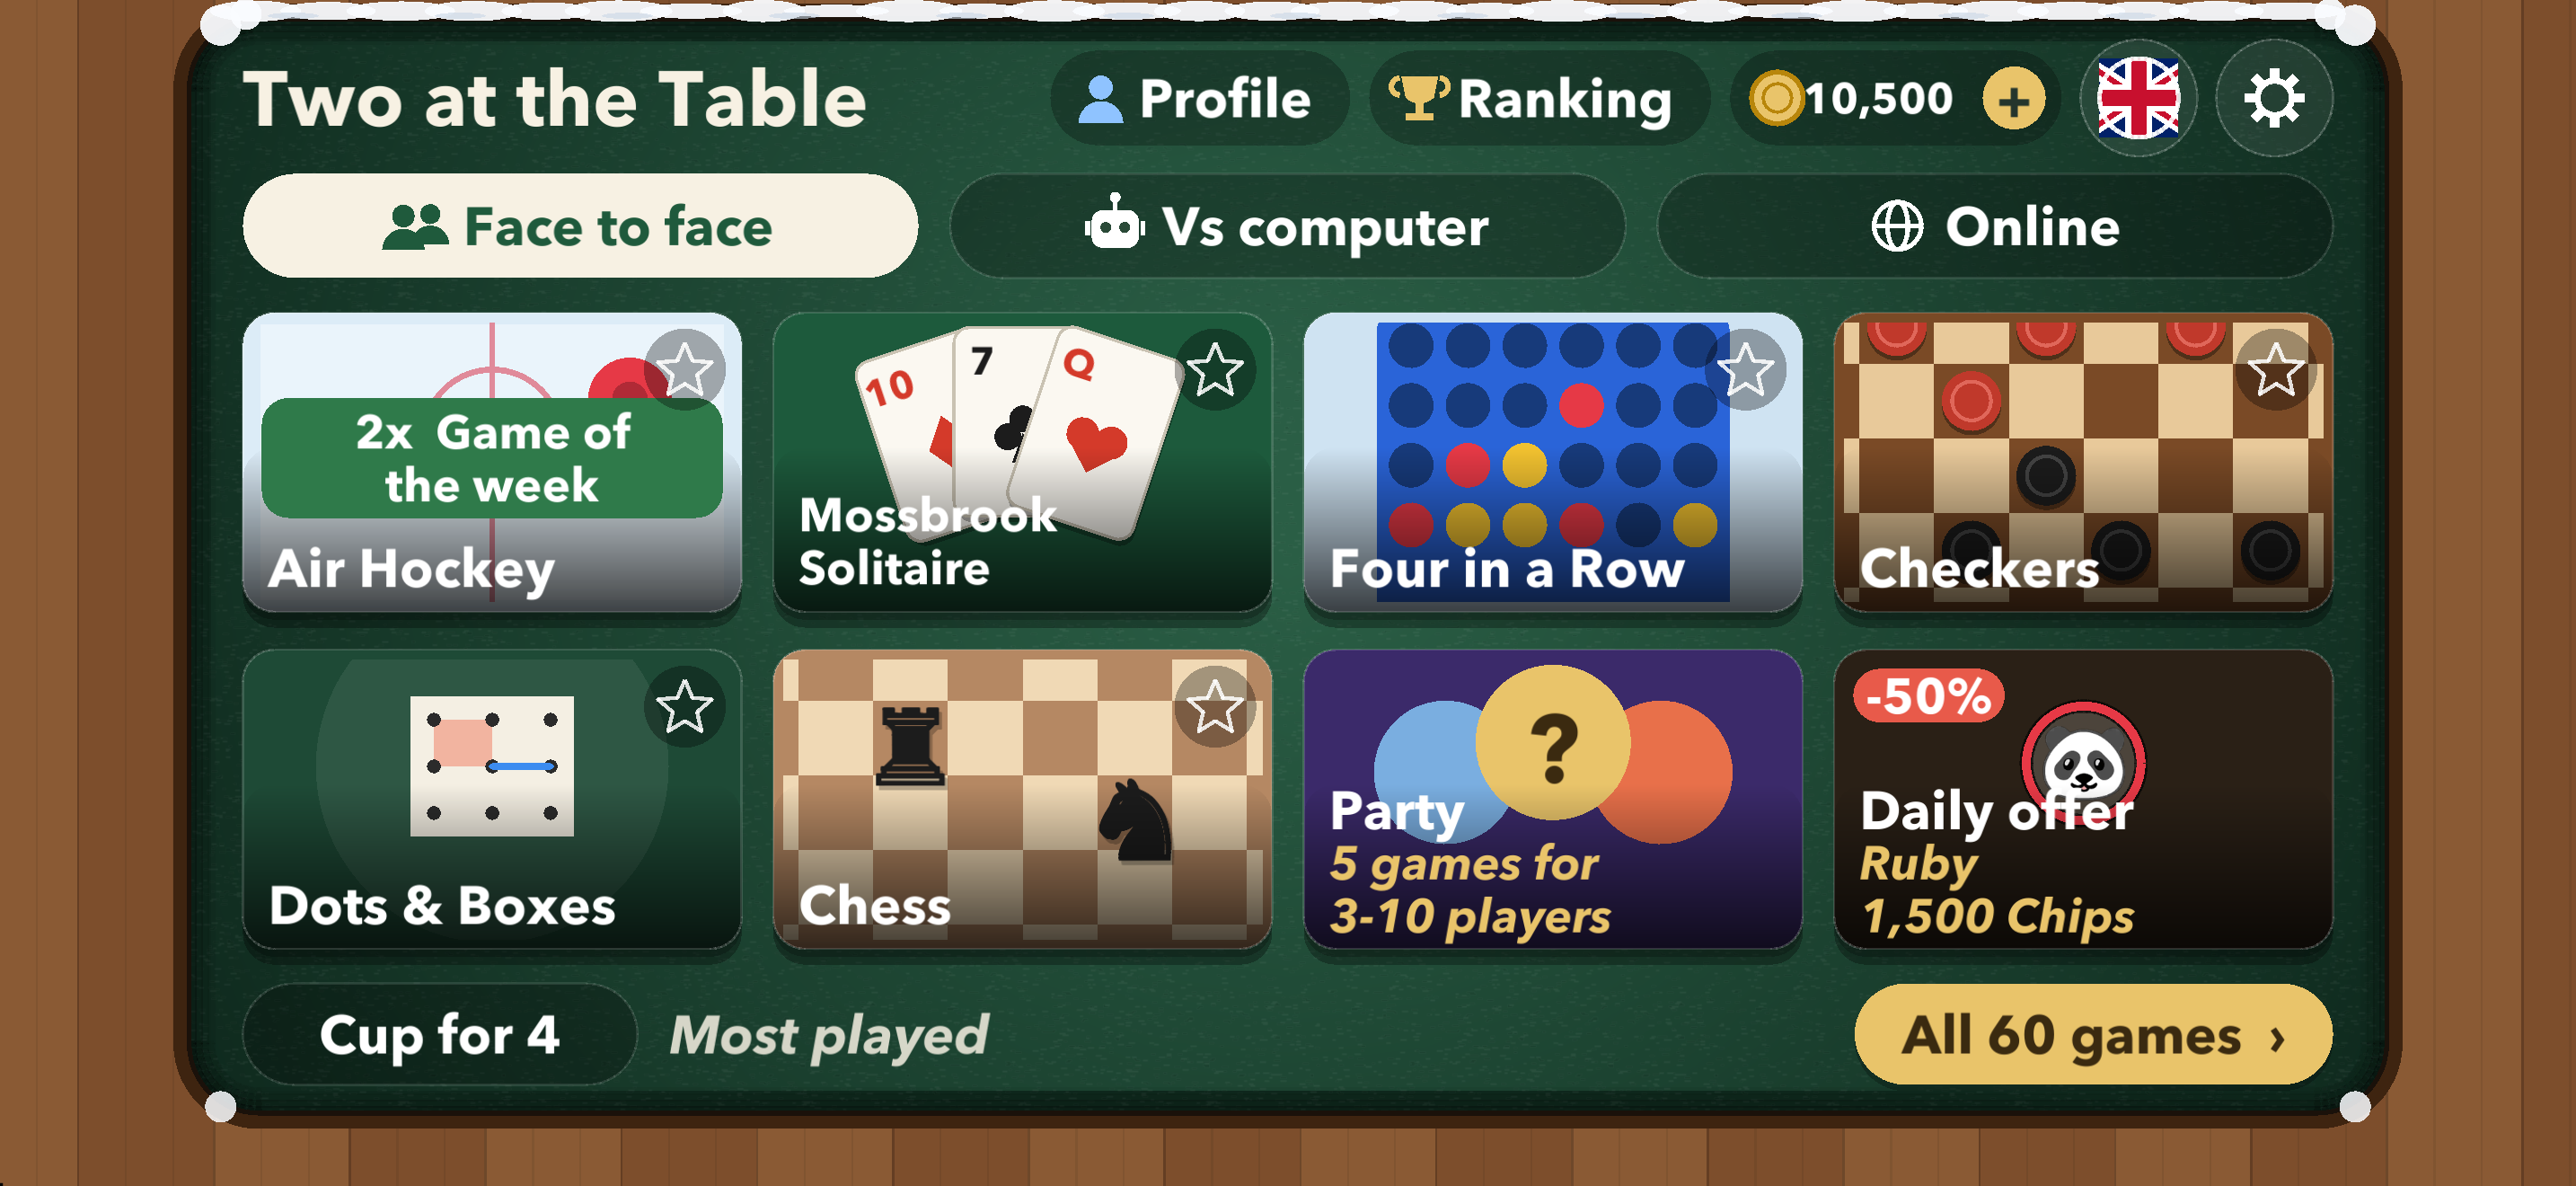 Two at the Table
Profile
Ranking
10,500
+
Face to face
Vs computer
Online
2x Game of
the week
Air Hockey
10
7
Q
Mossbrook
Solitaire
Four in a Row
Checkers
Dots & Boxes
Chess
?
Party
5 games for
3-10 players
-50%
Daily offer
Ruby
1,500 Chips
Cup for 4
Most played
All 60 games ›